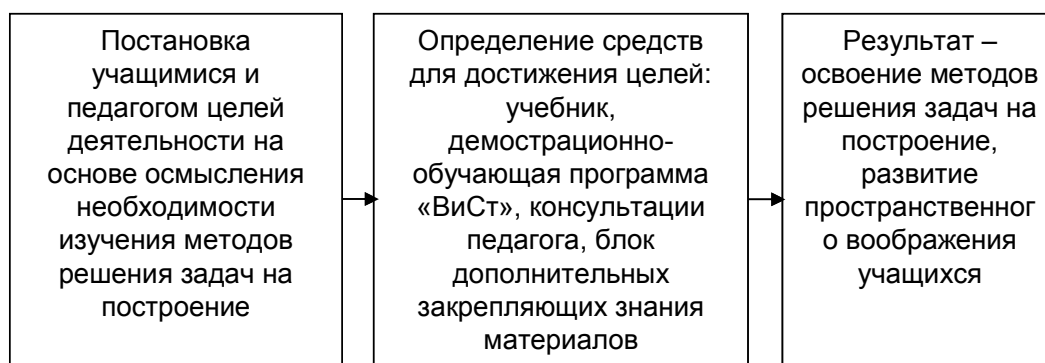 Постановка
учащимися и
педагогом целей
деятельности на
основе осмысления
необходимости
изучения методов
решения задач на
построение
Определение средств
для достижения целей:
учебник,
демострационно-
обучающая программа
«ВиСт», консультации
педагога, блок
дополнительных
закрепляющих знания
материалов
Результат –
освоение методов
решения задач на
построение,
развитие
пространственног
о воображения
учащихся